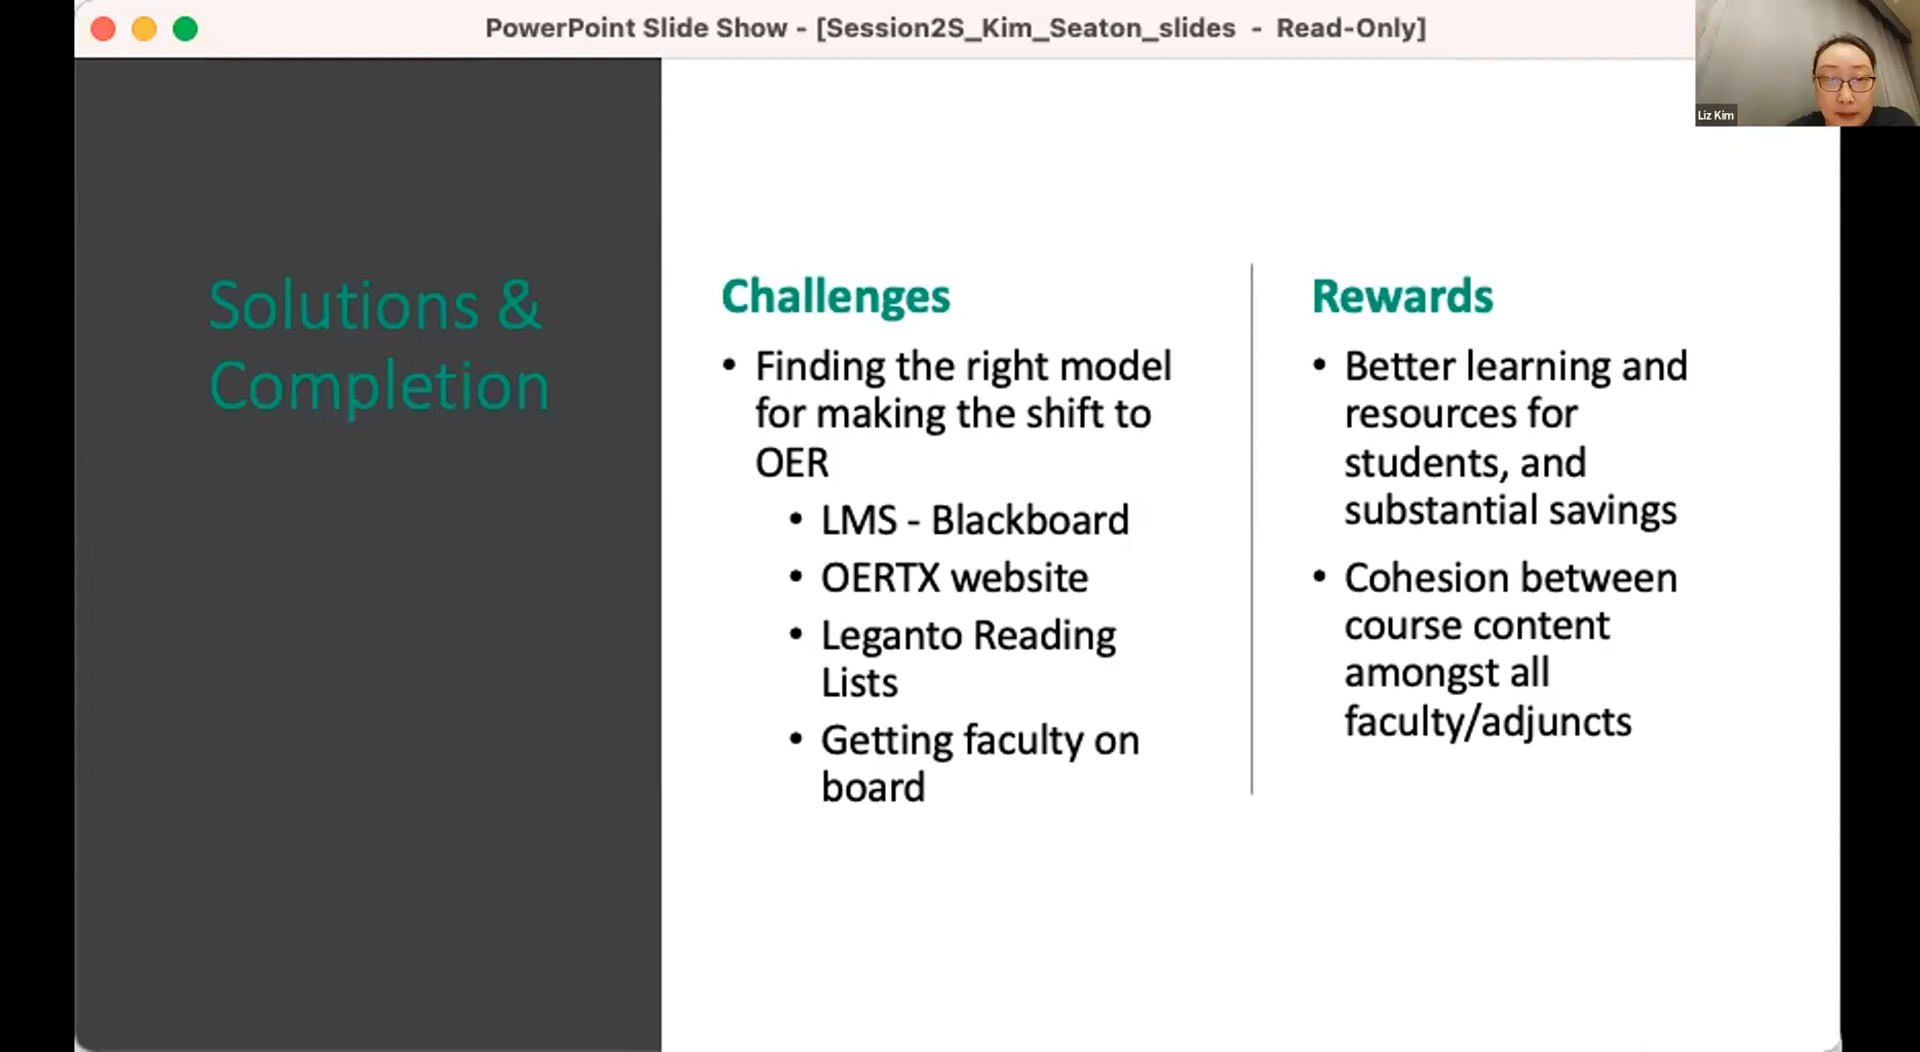 PowerPoint Slide Show - [Session2S_Kim_Seaton_slides - Read-Only]
Liz Kim
Solutions &
Completion
Challenges
• Finding the right model
for making the shift to
OER
• LMS - Blackboard
• OERTX website
• Leganto Reading
Lists
• Getting faculty on
board
Rewards
• Better learning and
resources for
students, and
substantial savings
• Cohesion between
course content
amongst all
faculty/adjuncts